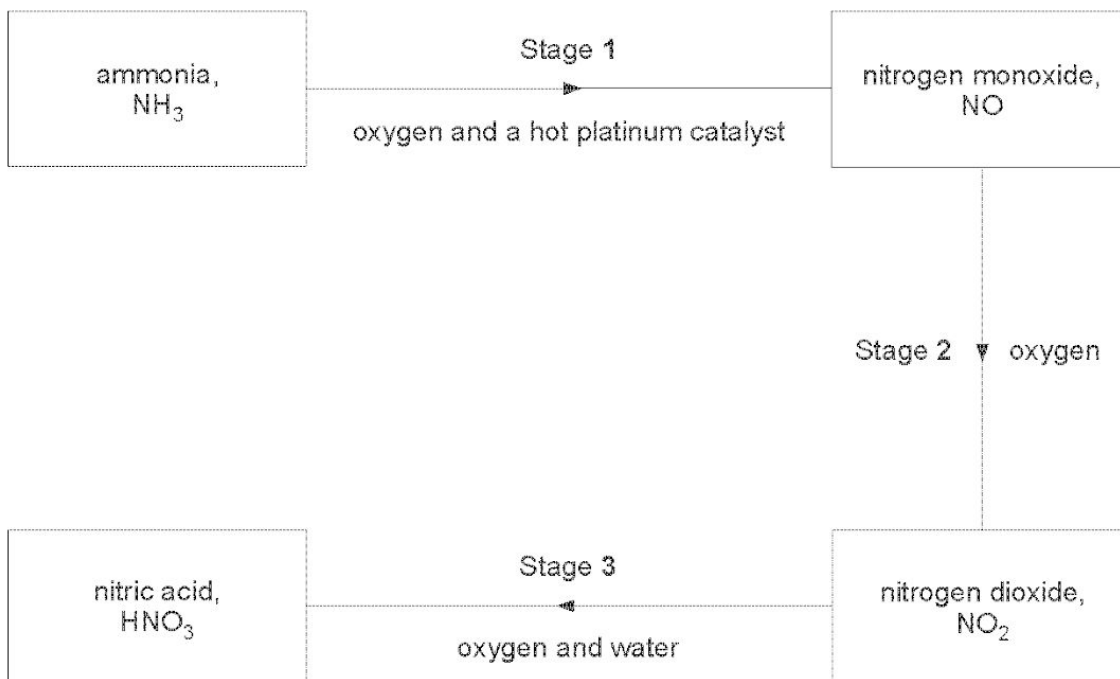 ammonia,
NH₃
Stage 1
oxygen and a hot platinum catalyst
nitrogen monoxide,
NO
Stage 2 oxygen
nitrogen dioxide,
NO₂
Stage 3
oxygen and water
nitric acid,
HNO₃